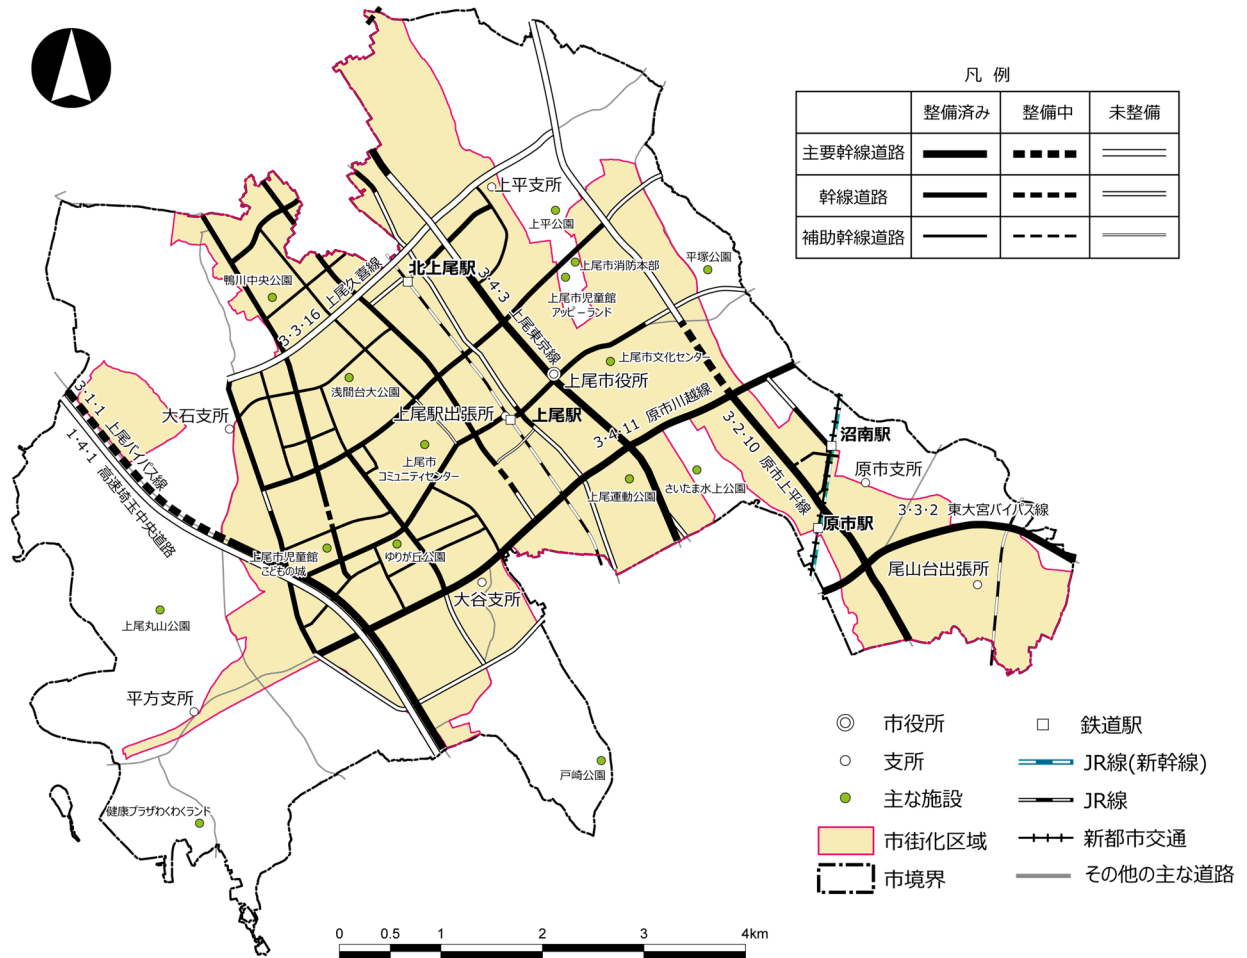 凡 例
整備済み 整備中 未整備
主要幹線道路
幹線道路
補助幹線道路
上平支所
上平公園
平塚公園
上尾市消防本部
北上尾駅
鴨川中央公園
3・3・16 上尾久喜線
3・4・3 上尾東京線
上尾市児童館
アッピーランド
上尾市文化センター
上尾市役所
浅間台大公園
3・1・1 上尾バイパス線
1・4・1 高速埼玉中央道路
大石支所
上尾駅出張所
上尾駅
3・4・11 原市川越線
3・2・10 原市上平線
沼南駅
原市支所
上尾市
コミュニティセンター
上尾運動公園
さいたま水上公園
原市駅
3・3・2 東大宮バイパス線
上尾市児童館
こどもの城
ゆりが丘公園
大谷支所
尾山台出張所
上尾丸山公園
平方支所
戸崎公園
健康プラザわくわくランド
市役所
支所
主な施設
市街化区域
市境界
鉄道駅
JR線(新幹線)
JR線
新都市交通
その他の主な道路
0 0.5 1 2 3 4km